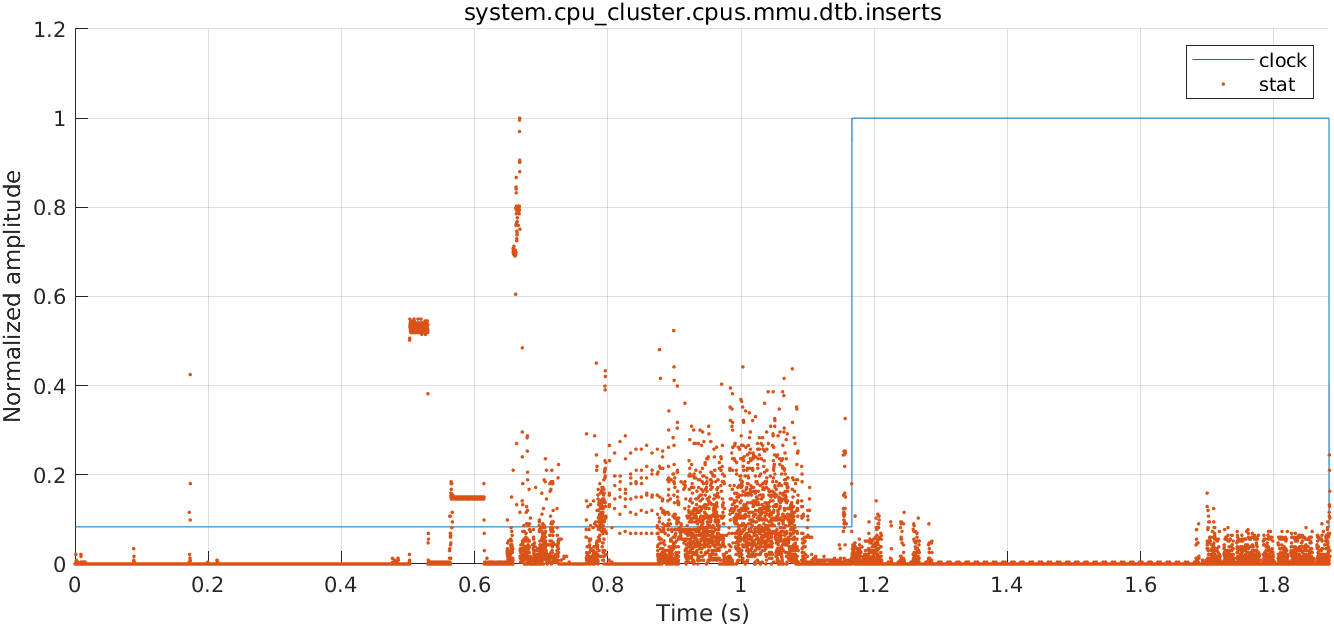 system.cpu_cluster.cpus.mmu.dtb.inserts
Normalized amplitude
1.2
1
0.8
0.6
0.4
0.2
0
clock
stat
0 0.2 0.4 0.6 0.8 1 1.2 1.4 1.6 1.8
Time (s)